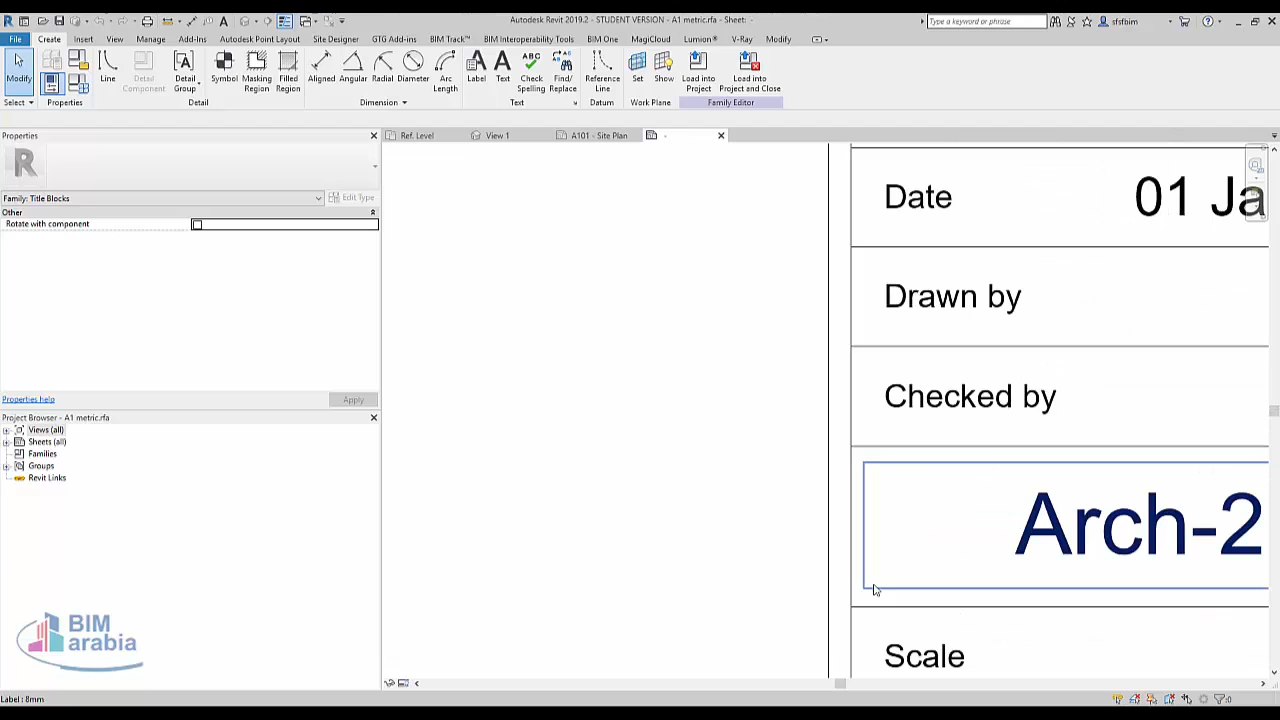 Autodesk Revit 2019.2 - STUDENT VERSION - A1 metric.rfa - Sheet: -
Type a keyword or phrase
sfsfbim
File Create Insert View Manage Add-Ins Autodesk Point Layout Site Designer GTG Add-ins BIM Track™ BIM Interoperability Tools BIM One MagiCloud Lumion® V-Ray Modify
Modify Line Detail Component Detail Group Symbol Masking Region Filled Region Aligned Angular Radial Diameter Arc Length Label Text Check Spelling Find/ Replace Reference Line Set Show Load into Project Load into Project and Close
Select Properties Detail Dimension Text Datum Work Plane Family Editor
Properties
Ref. Level View 1 A101 - Site Plan -
R
Family: Title Blocks
Edit Type
Other
Rotate with component
Properties help
Apply
Project Browser - A1 metric.rfa
Views (all)
Sheets (all)
Families
Groups
Revit Links
Date 01 Ja
Drawn by
Checked by
Arch-2
Scale
BIM
arabia
Label : 8mm
:0